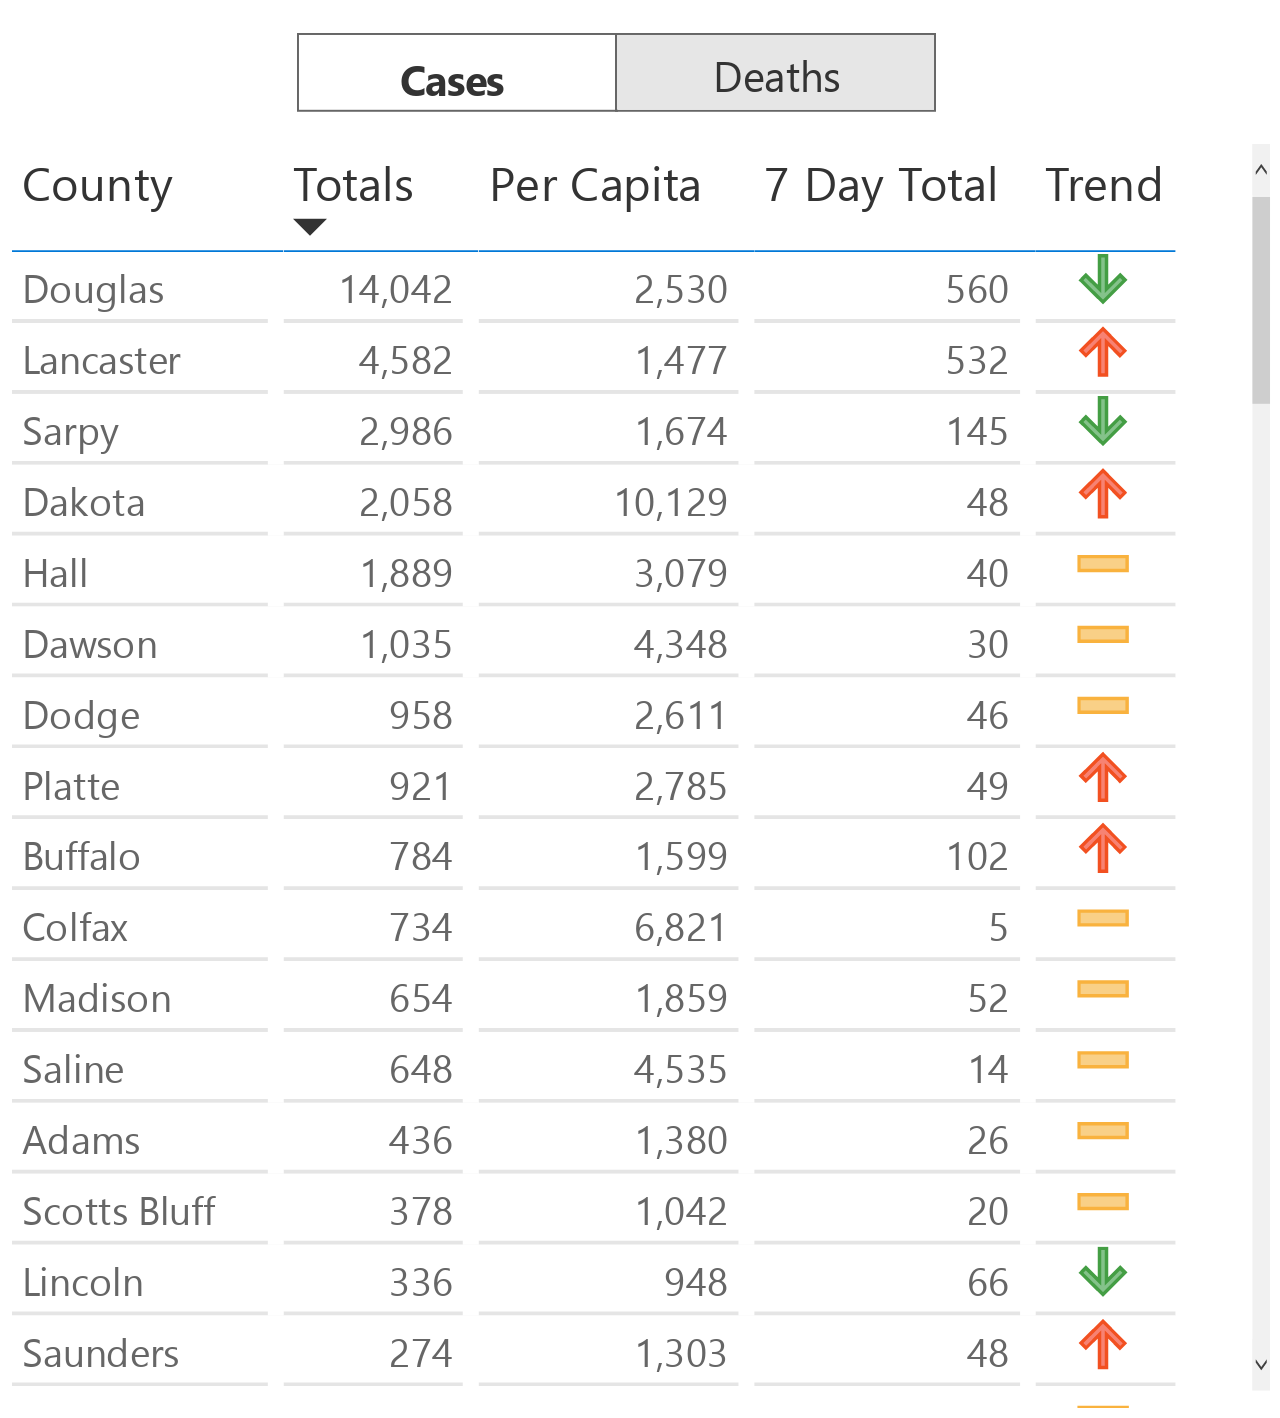 Cases Deaths
County Totals Per Capita 7 Day Total Trend
Douglas 14,042 2,530 560
Lancaster 4,582 1,477 532
Sarpy 2,986 1,674 145
Dakota 2,058 10,129 48
Hall 1,889 3,079 40
Dawson 1,035 4,348 30
Dodge 958 2,611 46
Platte 921 2,785 49
Buffalo 784 1,599 102
Colfax 734 6,821 5
Madison 654 1,859 52
Saline 648 4,535 14
Adams 436 1,380 26
Scotts Bluff 378 1,042 20
Lincoln 336 948 66
Saunders 274 1,303 48